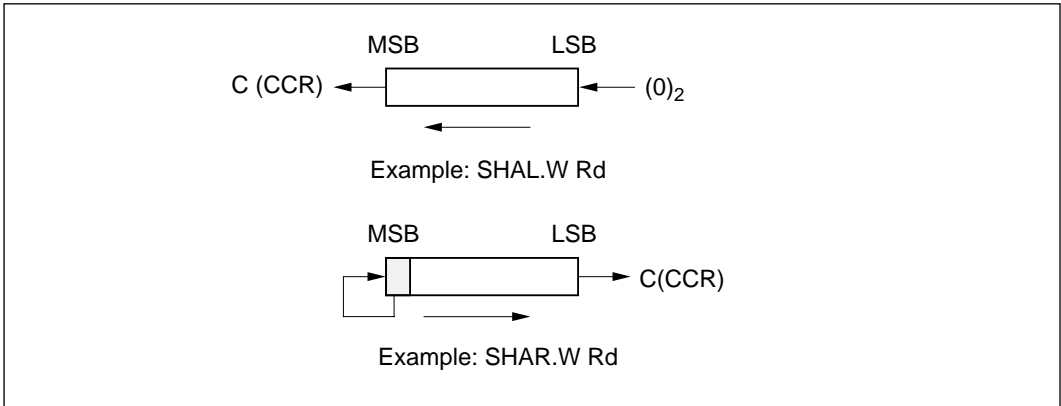 MSB LSB
C (CCR) (0)2
Example: SHAL.W Rd
MSB LSB
C(CCR)
Example: SHAR.W Rd